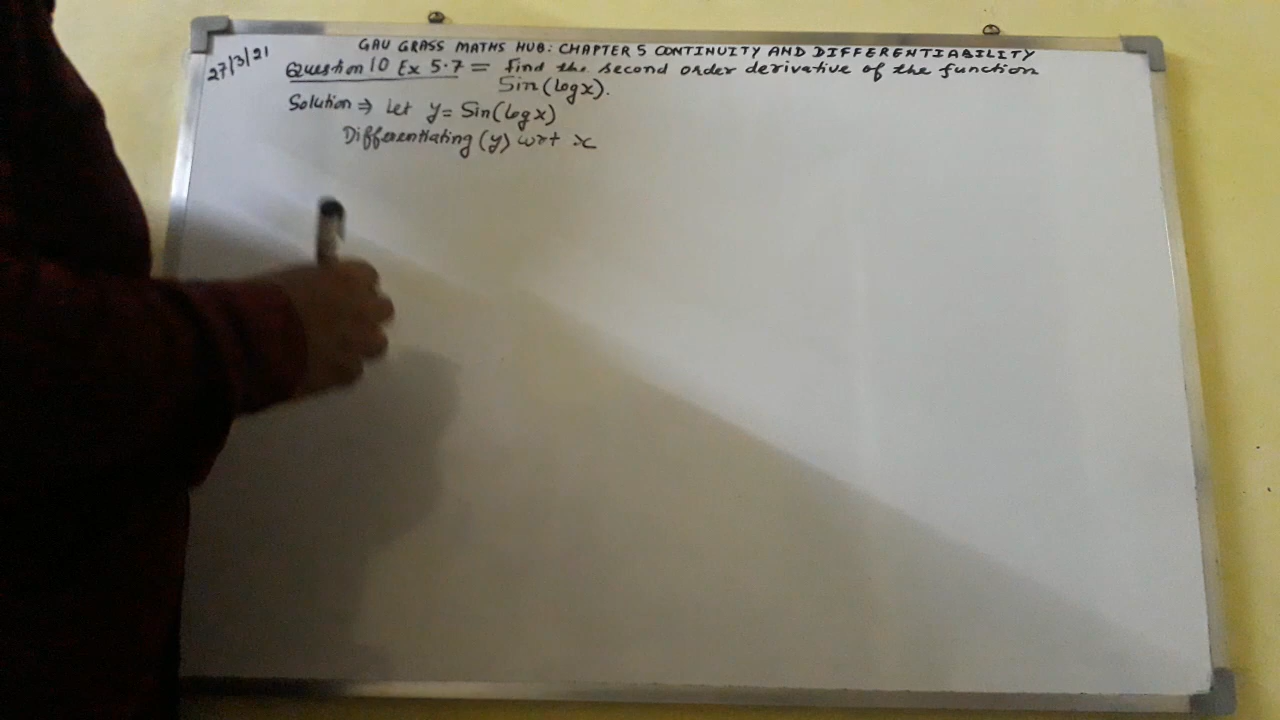 27/3/21
GAU GRASS MATHS HUB: CHAPTER 5 CONTINUITY AND DIFFERENTIABILITY
Question 10 Ex 5.7 = Find the second order derivative of the function
Sin(logx).
Solution ⇒ Let y = Sin(logx)
Differentiating (y) wrt x